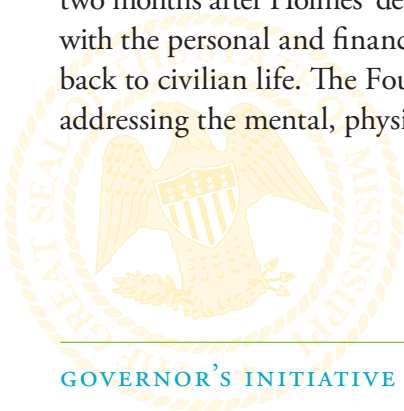 two months after Holmes' de
with the personal and financ
back to civilian life. The Fou
addressing the mental, physi
THE GREAT SEAL OF THE STATE OF MISSISSIPPI
GOVERNOR'S INITIATIVE